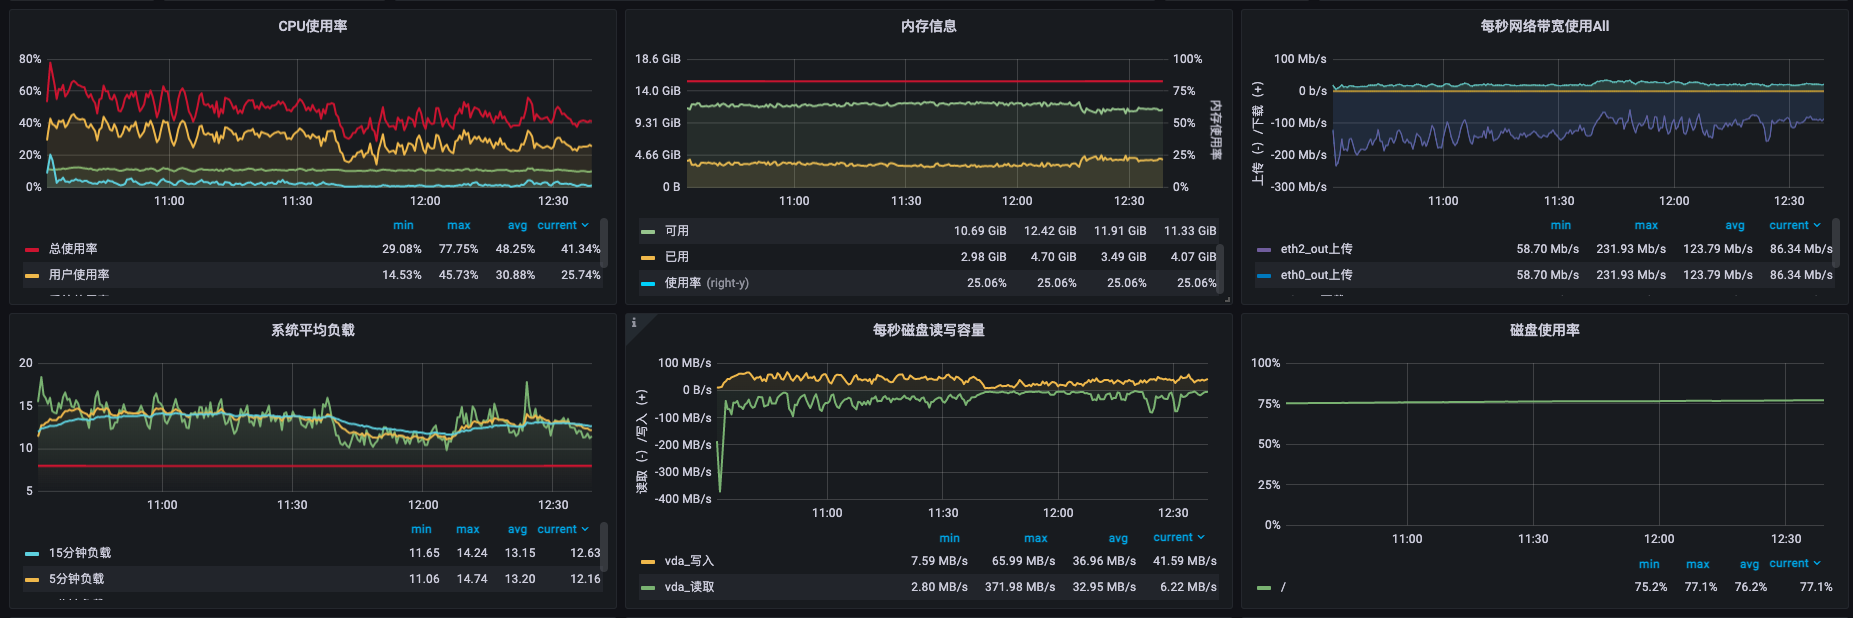 CPU使用率
80%
60%
40%
20%
0%
11:00 11:30 12:00 12:30
min max avg current
总使用率 29.08% 77.75% 48.25% 41.34%
用户使用率 14.53% 45.73% 30.88% 25.74%
内存信息
18.6 GiB 100%
14.0 GiB 75%
9.31 GiB 50%
4.66 GiB 25%
0 B 0%
内存使用率
11:00 11:30 12:00 12:30
可用 10.69 GiB 12.42 GiB 11.91 GiB 11.33 GiB
已用 2.98 GiB 4.70 GiB 3.49 GiB 4.07 GiB
使用率 (right-y) 25.06% 25.06% 25.06% 25.06%
每秒网络带宽使用All
上传 (-) /下载 (+)
100 Mb/s
0 b/s
-100 Mb/s
-200 Mb/s
-300 Mb/s
11:00 11:30 12:00 12:30
min max avg current
eth2_out上传 58.70 Mb/s 231.93 Mb/s 123.79 Mb/s 86.34 Mb/s
eth0_out上传 58.70 Mb/s 231.93 Mb/s 123.79 Mb/s 86.34 Mb/s
系统平均负载
20
15
10
5
11:00 11:30 12:00 12:30
min max avg current
15分钟负载 11.65 14.24 13.15 12.63
5分钟负载 11.06 14.74 13.20 12.16
i
每秒磁盘读写容量
读取 (-) /写入 (+)
100 MB/s
0 B/s
-100 MB/s
-200 MB/s
-300 MB/s
-400 MB/s
11:00 11:30 12:00 12:30
min max avg current
vda_写入 7.59 MB/s 65.99 MB/s 36.96 MB/s 41.59 MB/s
vda_读取 2.80 MB/s 371.98 MB/s 32.95 MB/s 6.22 MB/s
磁盘使用率
100%
75%
50%
25%
0%
11:00 11:30 12:00 12:30
min max avg current
/ 75.2% 77.1% 76.2% 77.1%